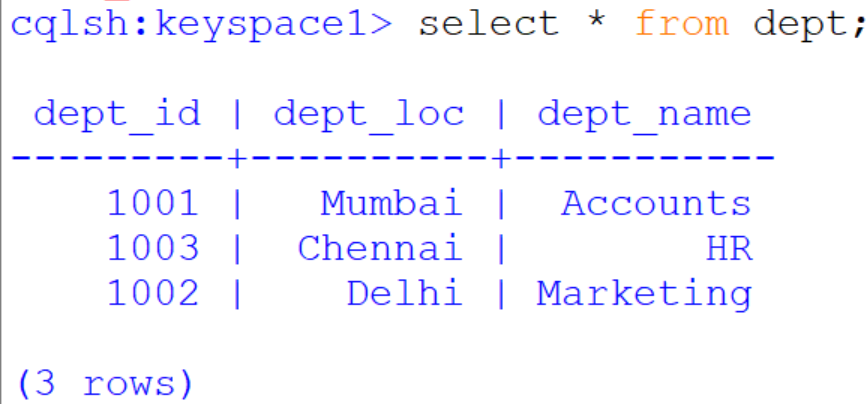 cqlsh:keyspace1> select * from dept;
dept_id | dept_loc | dept_name
---------+----------+-----------
1001 | Mumbai | Accounts
1003 | Chennai | HR
1002 | Delhi | Marketing
(3 rows)